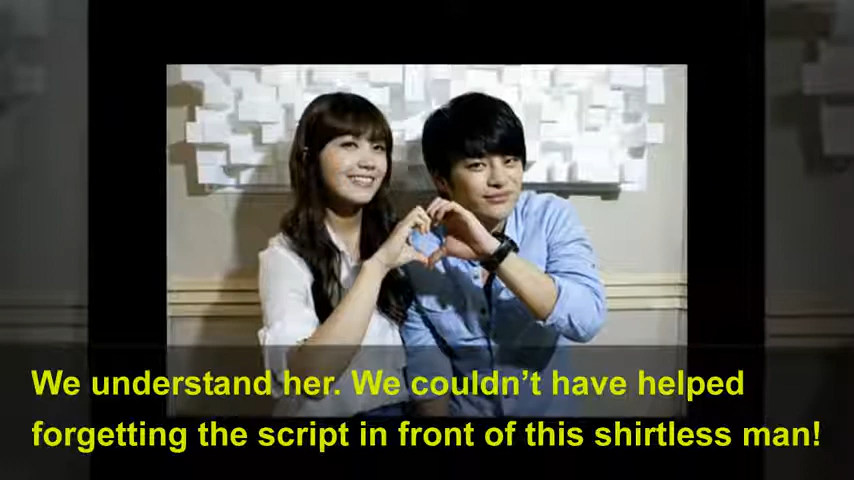 We understand her. We couldn’t have helped
forgetting the script in front of this shirtless man!